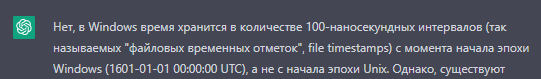 Нет, в Windows время хранится в количестве 100-наносекундных интервалов (так
называемых "файловых временных отметок", file timestamps) с момента начала эпохи
Windows (1601-01-01 00:00:00 UTC), а не с начала эпохи Unix. Однако, существуют